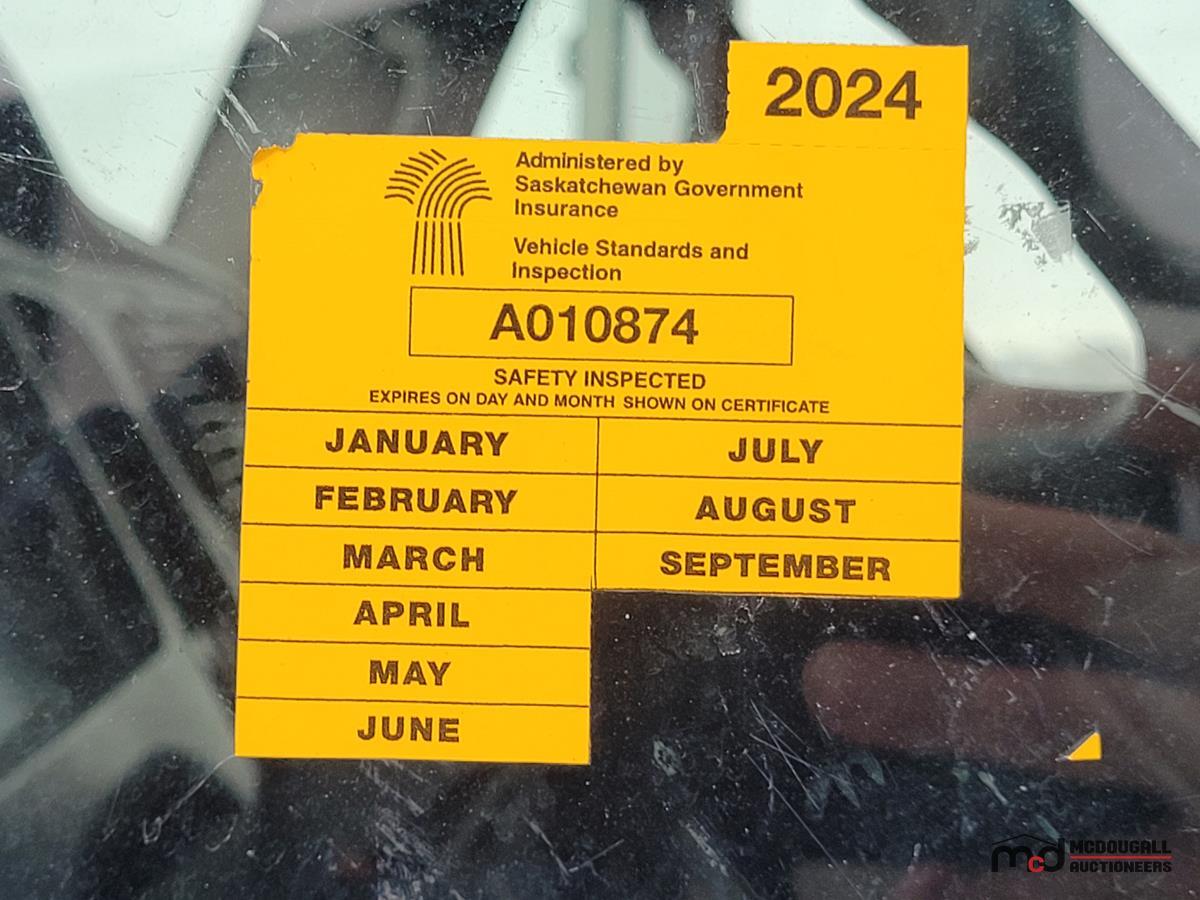 2024
Administered by
Saskatchewan Government
Insurance
Vehicle Standards and
Inspection
A010874
SAFETY INSPECTED
EXPIRES ON DAY AND MONTH SHOWN ON CERTIFICATE
JANUARY JULY
FEBRUARY AUGUST
MARCH SEPTEMBER
APRIL
MAY
JUNE
mcd MCDOUGALL
AUCTIONEERS